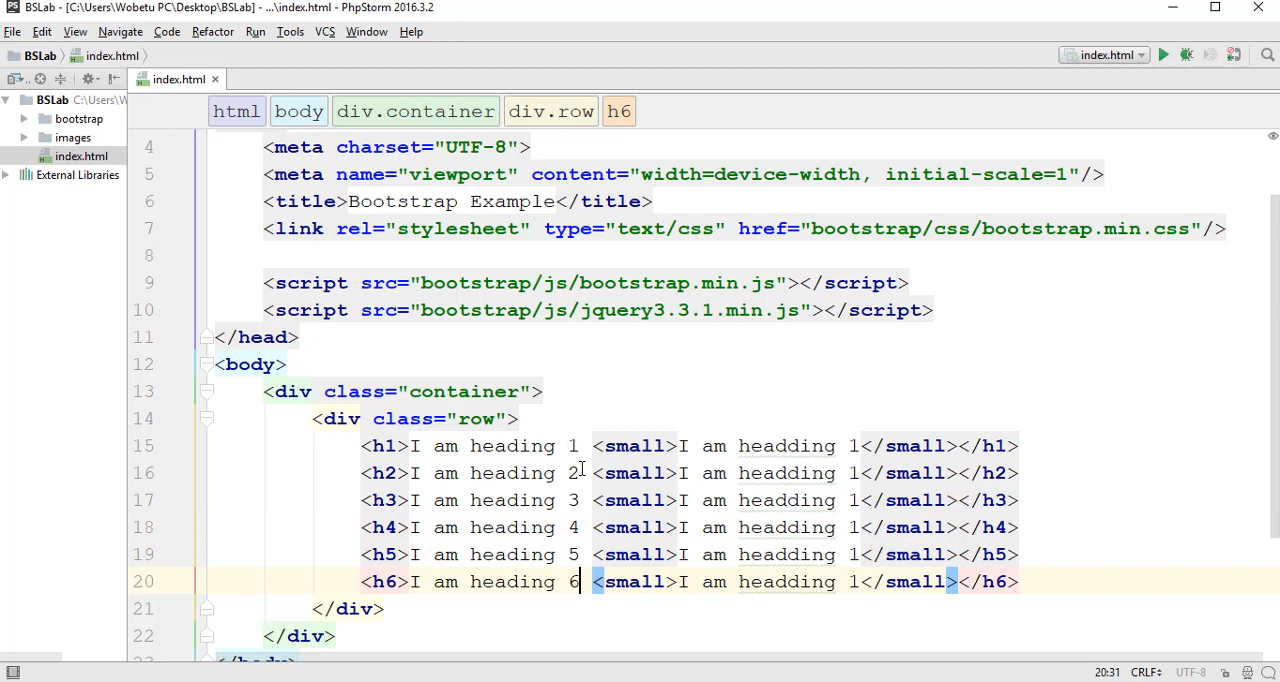 PS BSLab - [C:\Users\Wobetu PC\Desktop\BSLab] - ...\index.html - PhpStorm 2016.3.2
File Edit View Navigate Code Refactor Run Tools VCS Window Help
BSLab index.html index.html
index.html
BSLab C:\Users\W
bootstrap
images
index.html
External Libraries
html body div.container div.row h6
4 <meta charset="UTF-8">
5 <meta name="viewport" content="width=device-width, initial-scale=1"/>
6 <title>Bootstrap Example</title>
7 <link rel="stylesheet" type="text/css" href="bootstrap/css/bootstrap.min.css"/>
8
9 <script src="bootstrap/js/bootstrap.min.js"></script>
10 <script src="bootstrap/js/jquery3.3.1.min.js"></script>
11 </head>
12 <body>
13 <div class="container">
14 <div class="row">
15 <h1>I am heading 1 <small>I am headding 1</small></h1>
16 <h2>I am heading 2 <small>I am headding 1</small></h2>
17 <h3>I am heading 3 <small>I am headding 1</small></h3>
18 <h4>I am heading 4 <small>I am headding 1</small></h4>
19 <h5>I am heading 5 <small>I am headding 1</small></h5>
20 <h6>I am heading 6 <small>I am headding 1</small></h6>
21 </div>
22 </div>
23 </body>
20:31 CRLF UTF-8